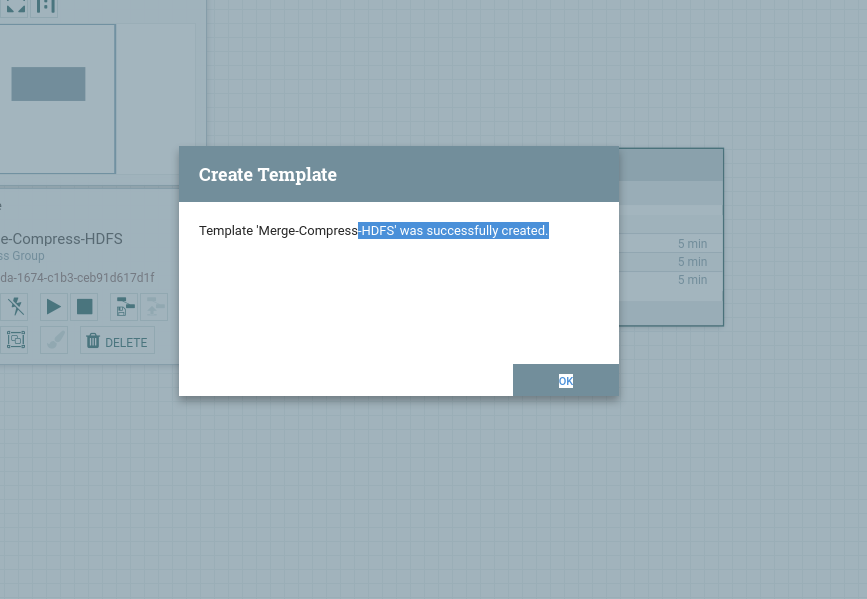 e-Compress-HDFS
ss Group
da-1674-c1b3-ceb91d617d1f
DELETE
Create Template
Template 'Merge-Compress-HDFS' was successfully created.
OK
5 min
5 min
5 min